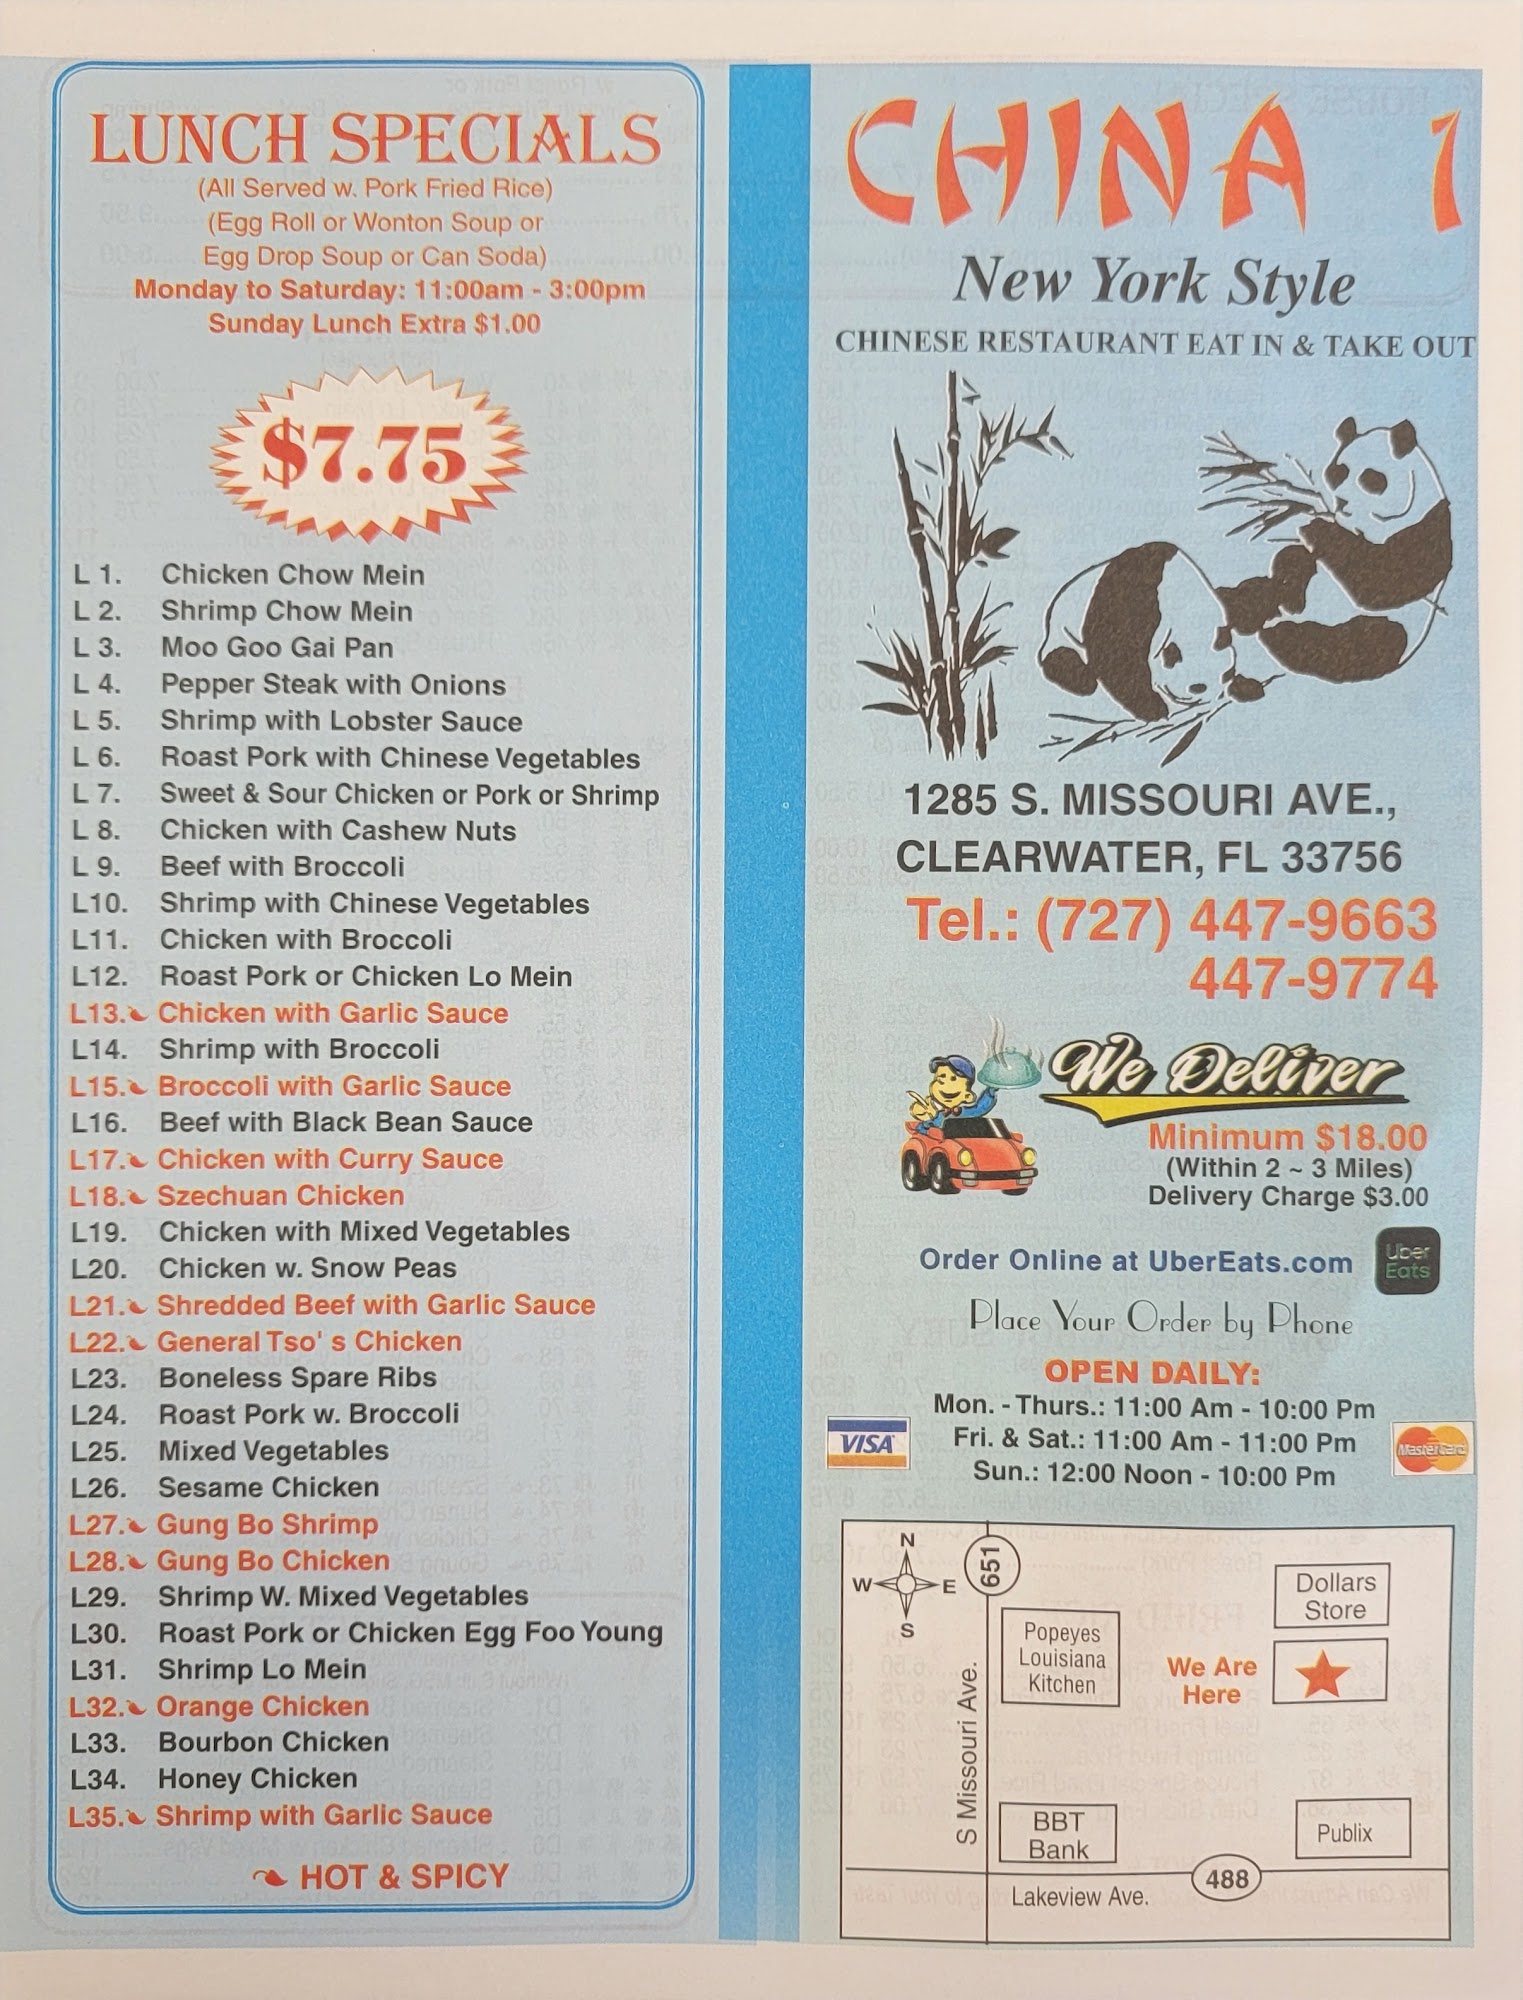 LUNCH SPECIALS
(All Served w. Pork Fried Rice)
(Egg Roll or Wonton Soup or
Egg Drop Soup or Can Soda)
Monday to Saturday: 11:00am - 3:00pm
Sunday Lunch Extra $1.00
$7.75
L 1. Chicken Chow Mein
L 2. Shrimp Chow Mein
L 3. Moo Goo Gai Pan
L 4. Pepper Steak with Onions
L 5. Shrimp with Lobster Sauce
L 6. Roast Pork with Chinese Vegetables
L 7. Sweet & Sour Chicken or Pork or Shrimp
L 8. Chicken with Cashew Nuts
L 9. Beef with Broccoli
L10. Shrimp with Chinese Vegetables
L11. Chicken with Broccoli
L12. Roast Pork or Chicken Lo Mein
L13. Chicken with Garlic Sauce
L14. Shrimp with Broccoli
L15. Broccoli with Garlic Sauce
L16. Beef with Black Bean Sauce
L17. Chicken with Curry Sauce
L18. Szechuan Chicken
L19. Chicken with Mixed Vegetables
L20. Chicken w. Snow Peas
L21. Shredded Beef with Garlic Sauce
L22. General Tso' s Chicken
L23. Boneless Spare Ribs
L24. Roast Pork w. Broccoli
L25. Mixed Vegetables
L26. Sesame Chicken
L27. Gung Bo Shrimp
L28. Gung Bo Chicken
L29. Shrimp W. Mixed Vegetables
L30. Roast Pork or Chicken Egg Foo Young
L31. Shrimp Lo Mein
L32. Orange Chicken
L33. Bourbon Chicken
L34. Honey Chicken
L35. Shrimp with Garlic Sauce
HOT & SPICY
CHINA 1
New York Style
CHINESE RESTAURANT EAT IN & TAKE OUT
1285 S. MISSOURI AVE.,
CLEARWATER, FL 33756
Tel.: (727) 447-9663
447-9774
We Deliver
Minimum $18.00
(Within 2 ~ 3 Miles)
Delivery Charge $3.00
Order Online at UberEats.com
Uber
Eats
Place Your Order by Phone
OPEN DAILY:
Mon. - Thurs.: 11:00 Am - 10:00 Pm
Fri. & Sat.: 11:00 Am - 11:00 Pm
Sun.: 12:00 Noon - 10:00 Pm
VISA
MasterCard
N
W E
S
651
Dollars
Store
Popeyes
Louisiana
Kitchen
We Are
Here
S Missouri Ave.
BBT
Bank
Publix
488
Lakeview Ave.